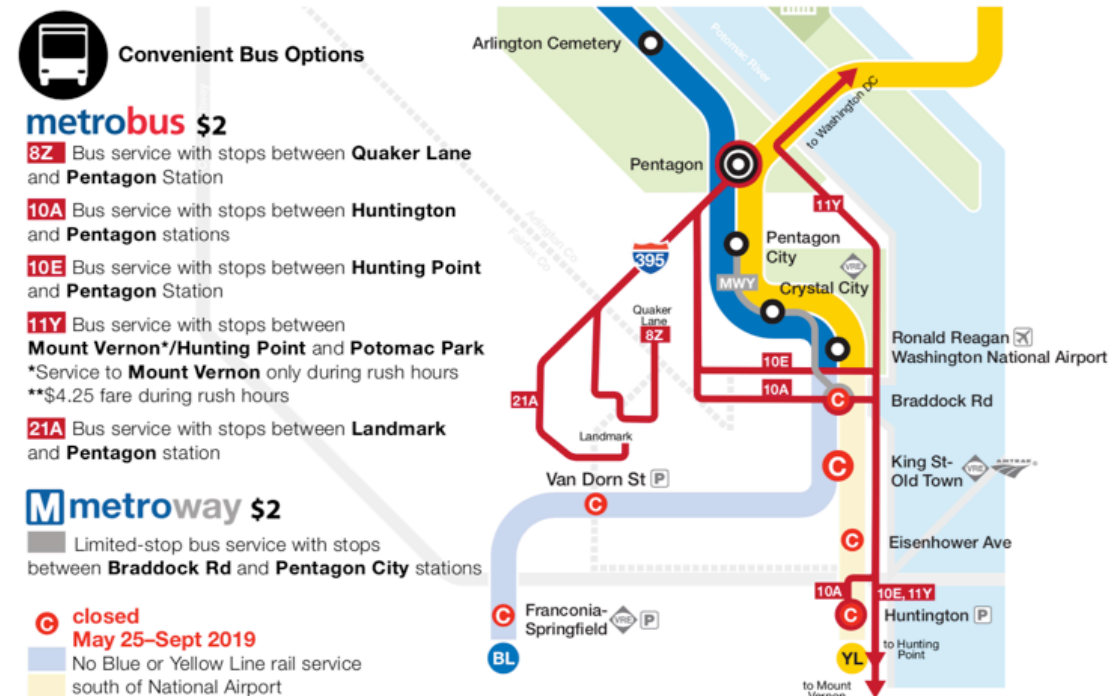 Convenient Bus Options
metrobus $2
8Z Bus service with stops between Quaker Lane
and Pentagon Station
10A Bus service with stops between Huntington
and Pentagon stations
10E Bus service with stops between Hunting Point
and Pentagon Station
11Y Bus service with stops between
Mount Vernon*/Hunting Point and Potomac Park
*Service to Mount Vernon only during rush hours
**$4.25 fare during rush hours
21A Bus service with stops between Landmark
and Pentagon station
M metroway $2
Limited-stop bus service with stops
between Braddock Rd and Pentagon City stations
C closed
May 25–Sept 2019
No Blue or Yellow Line rail service
south of National Airport
Arlington Cemetery
Potomac River
to Washington DC
Pentagon
11Y
Arlington Co
Fairfax Co
395
Pentagon
City
VRE
MWY
Crystal City
Quaker
Lane
8Z
Ronald Reagan
Washington National Airport
10E
10A
21A
C
Braddock Rd
Landmark
C
King St-
Old Town
VRE
AMTRAK
Van Dorn St P
C
C
Eisenhower Ave
10A
10E, 11Y
C
Franconia-
Springfield
VRE
P
C
Huntington P
BL
YL
to Hunting
Point
to Mount
Vernon